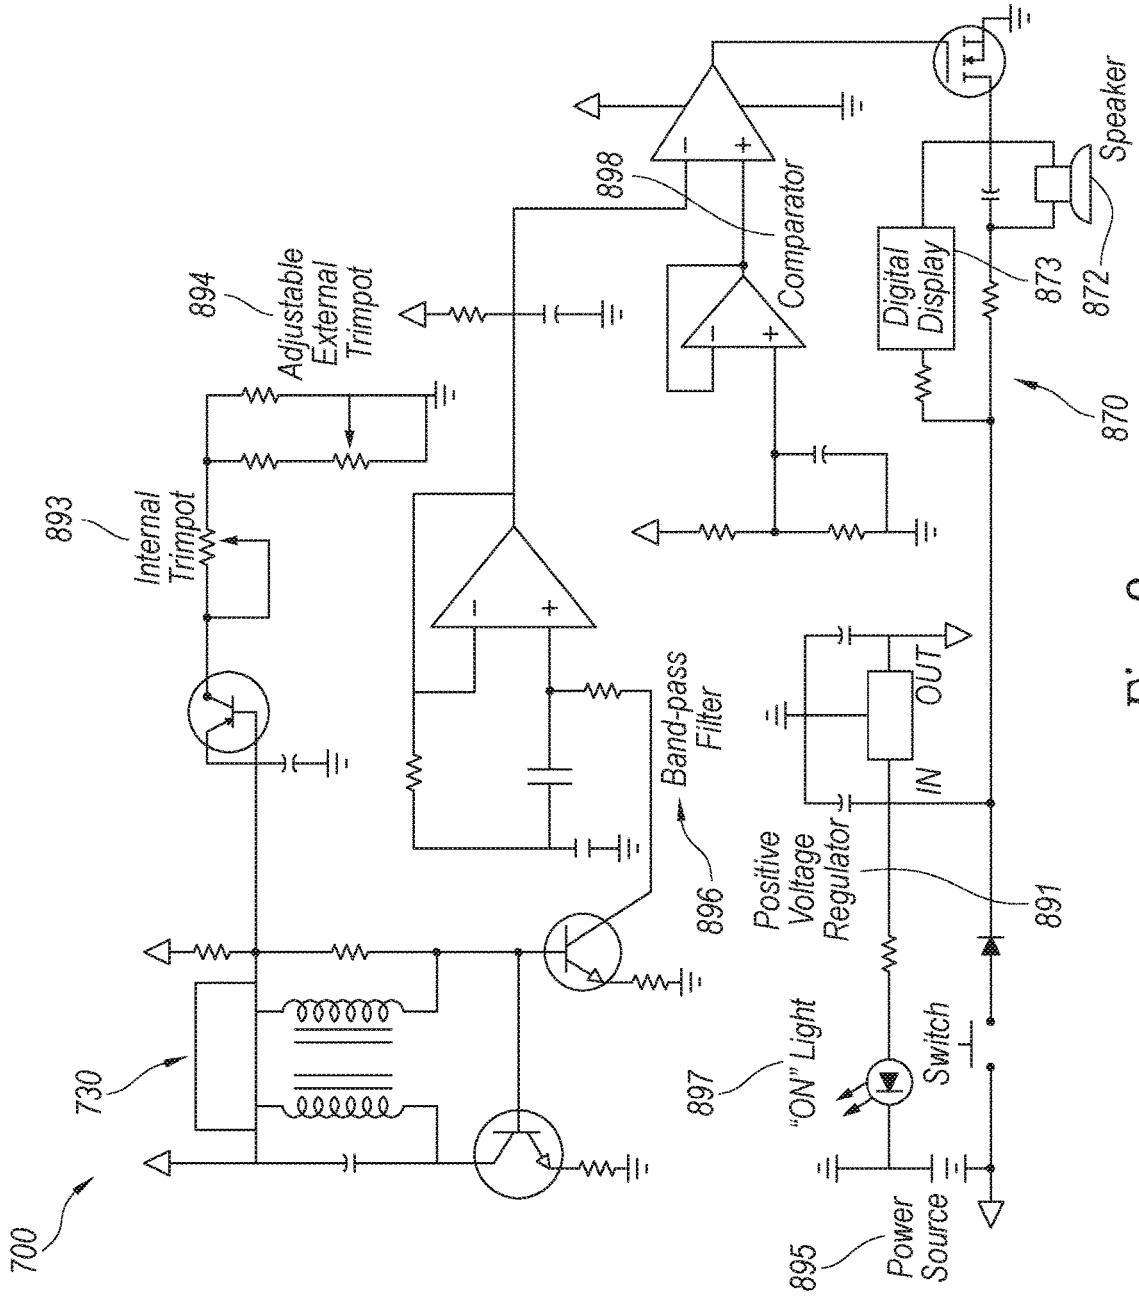 700
893
730
Internal
Trimpot
894
Adjustable
External
Trimpot
−
+
898
−
+
−
+
Comparator
Band-pass
Filter
896
897
"ON" Light
Positive
Voltage
Regulator
895
Power
Source
Digital
Display
IN
OUT
Switch
891
873
872
870
Speaker